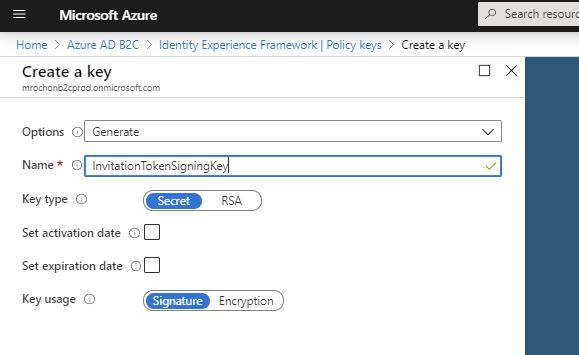 Microsoft Azure
Search resour
Home > Azure AD B2C > Identity Experience Framework | Policy keys > Create a key
Create a key
mrochonb2cprod.onmicrosoft.com
Options Generate
Name * InvitationTokenSigningKey
Key type Secret RSA
Set activation date
Set expiration date
Key usage Signature Encryption